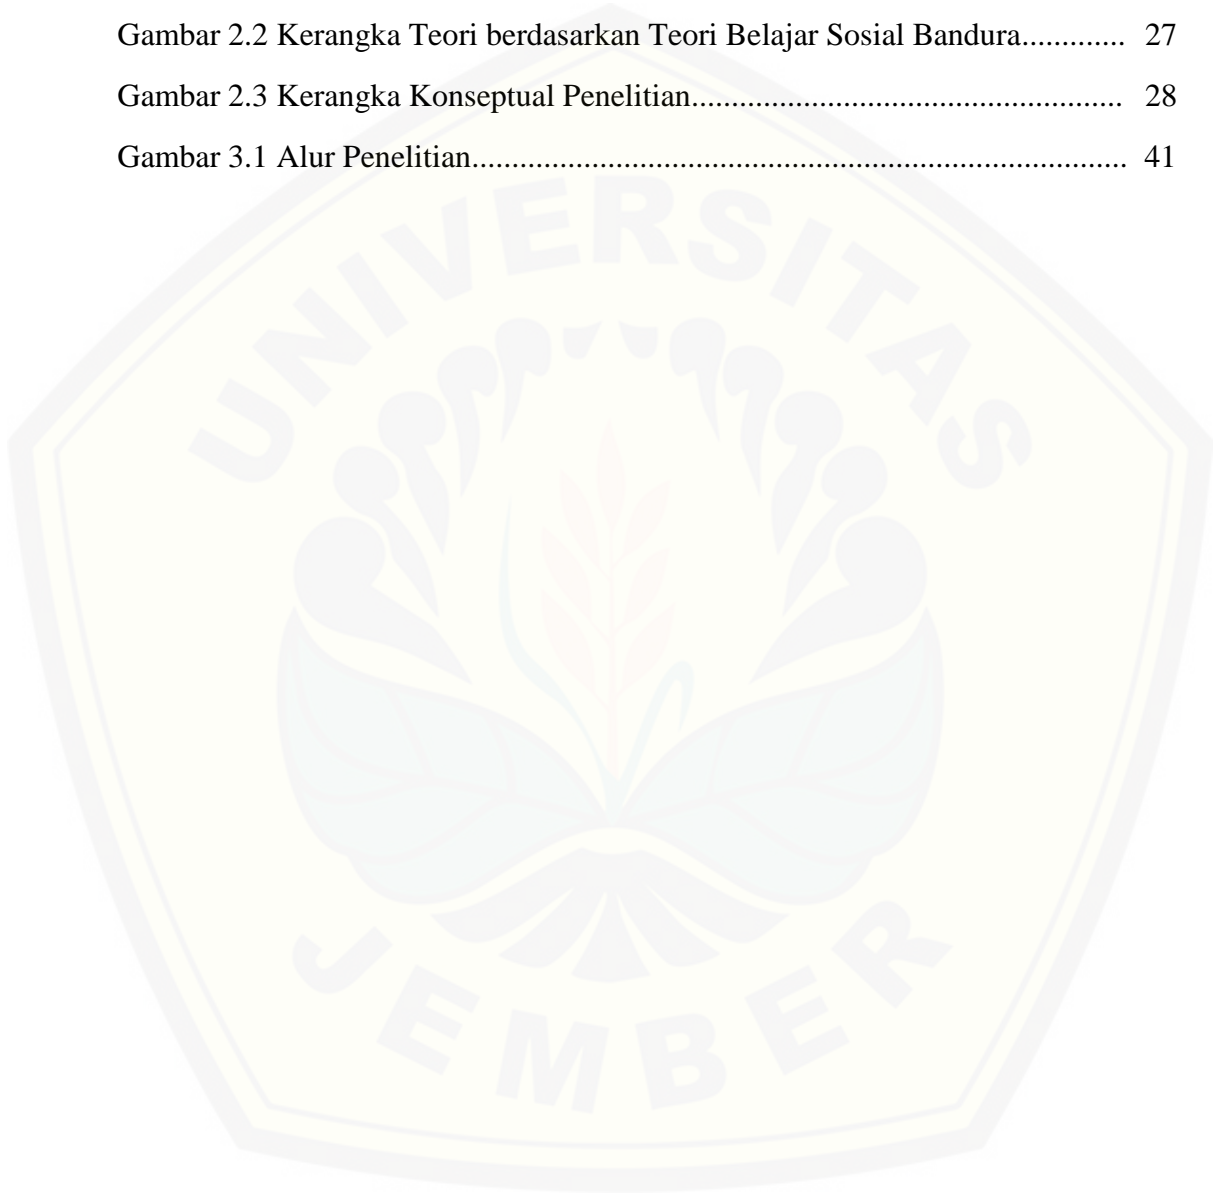 Gambar 2.2 Kerangka Teori berdasarkan Teori Belajar Sosial Bandura............. 27
Gambar 2.3 Kerangka Konseptual Penelitian...................................................... 28
Gambar 3.1 Alur Penelitian.................................................................................. 41
UNIVERSITAS
JEMBER